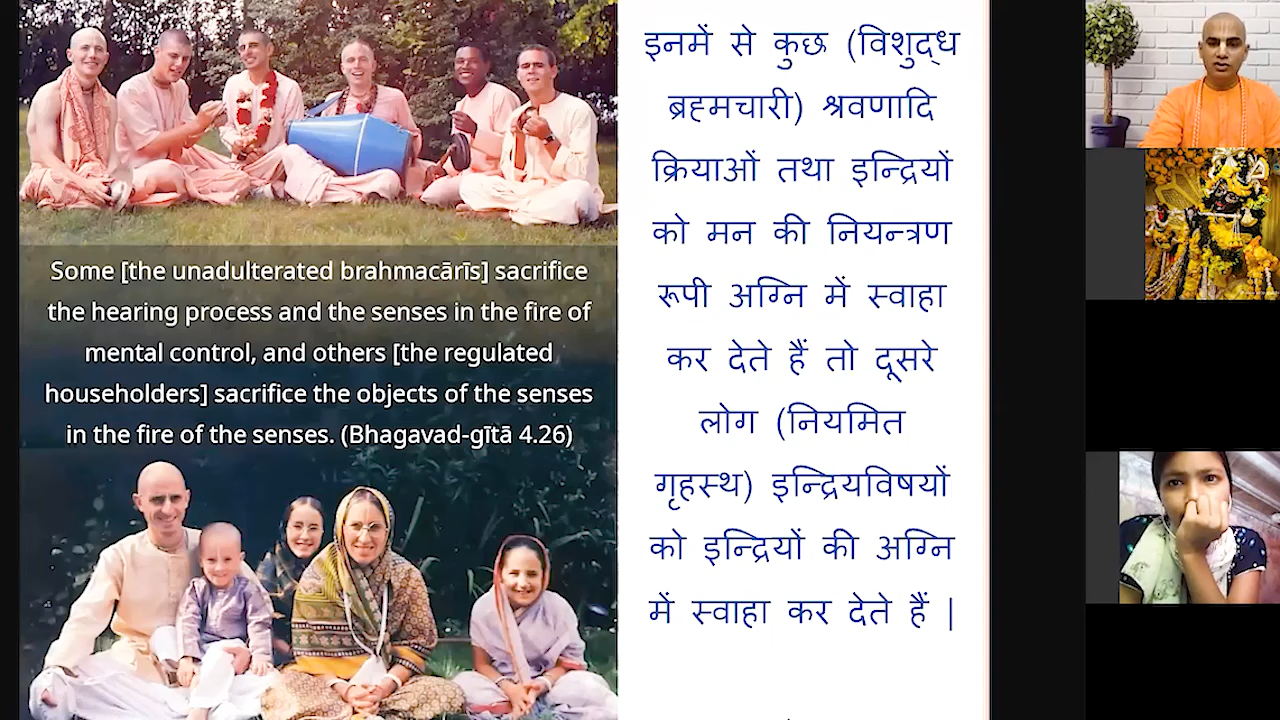 Some [the unadulterated brahmacārīs] sacrifice
the hearing process and the senses in the fire of
mental control, and others [the regulated
householders] sacrifice the objects of the senses
in the fire of the senses. (Bhagavad-gītā 4.26)
इनमें से कुछ (विशुद्ध
ब्रह्मचारी) श्रवणादि
क्रियाओं तथा इन्द्रियों
को मन की नियन्त्रण
रूपी अग्नि में स्वाहा
कर देते हैं तो दूसरे
लोग (नियमित
गृहस्थ) इन्द्रियविषयों
को इन्द्रियों की अग्नि
में स्वाहा कर देते हैं |